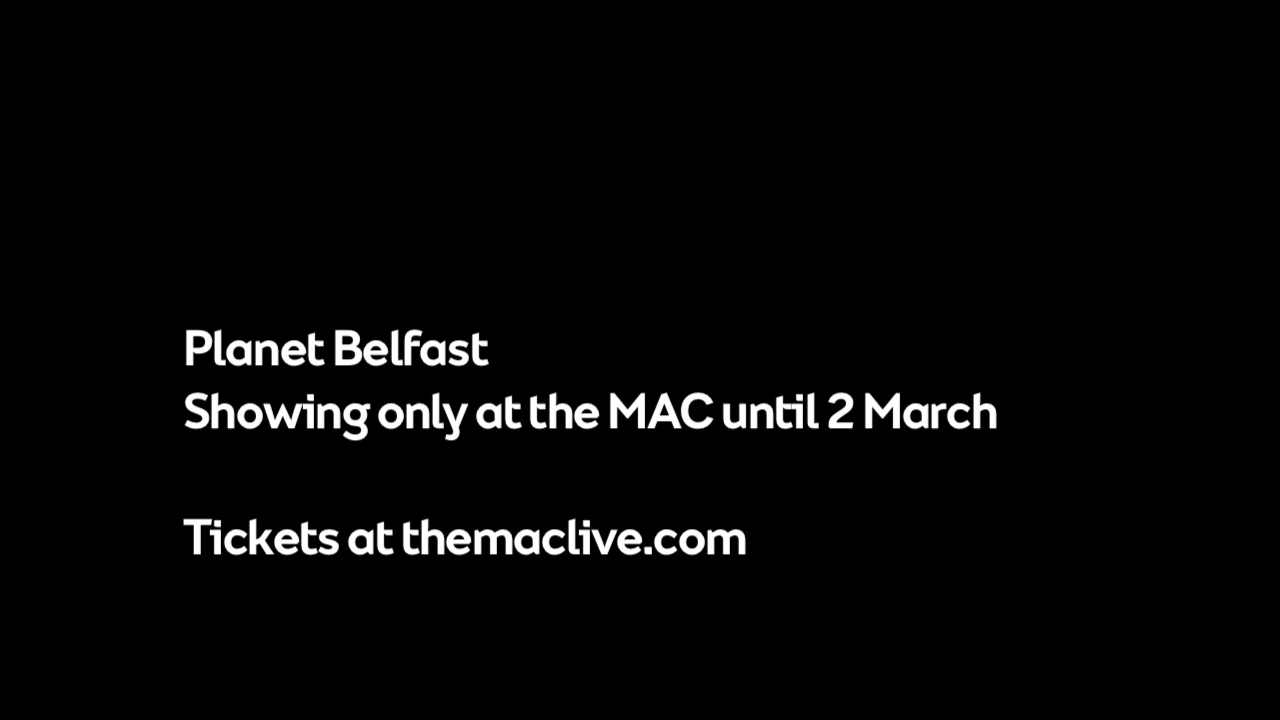 Planet Belfast
Showing only at the MAC until 2 March
Tickets at themaclive.com